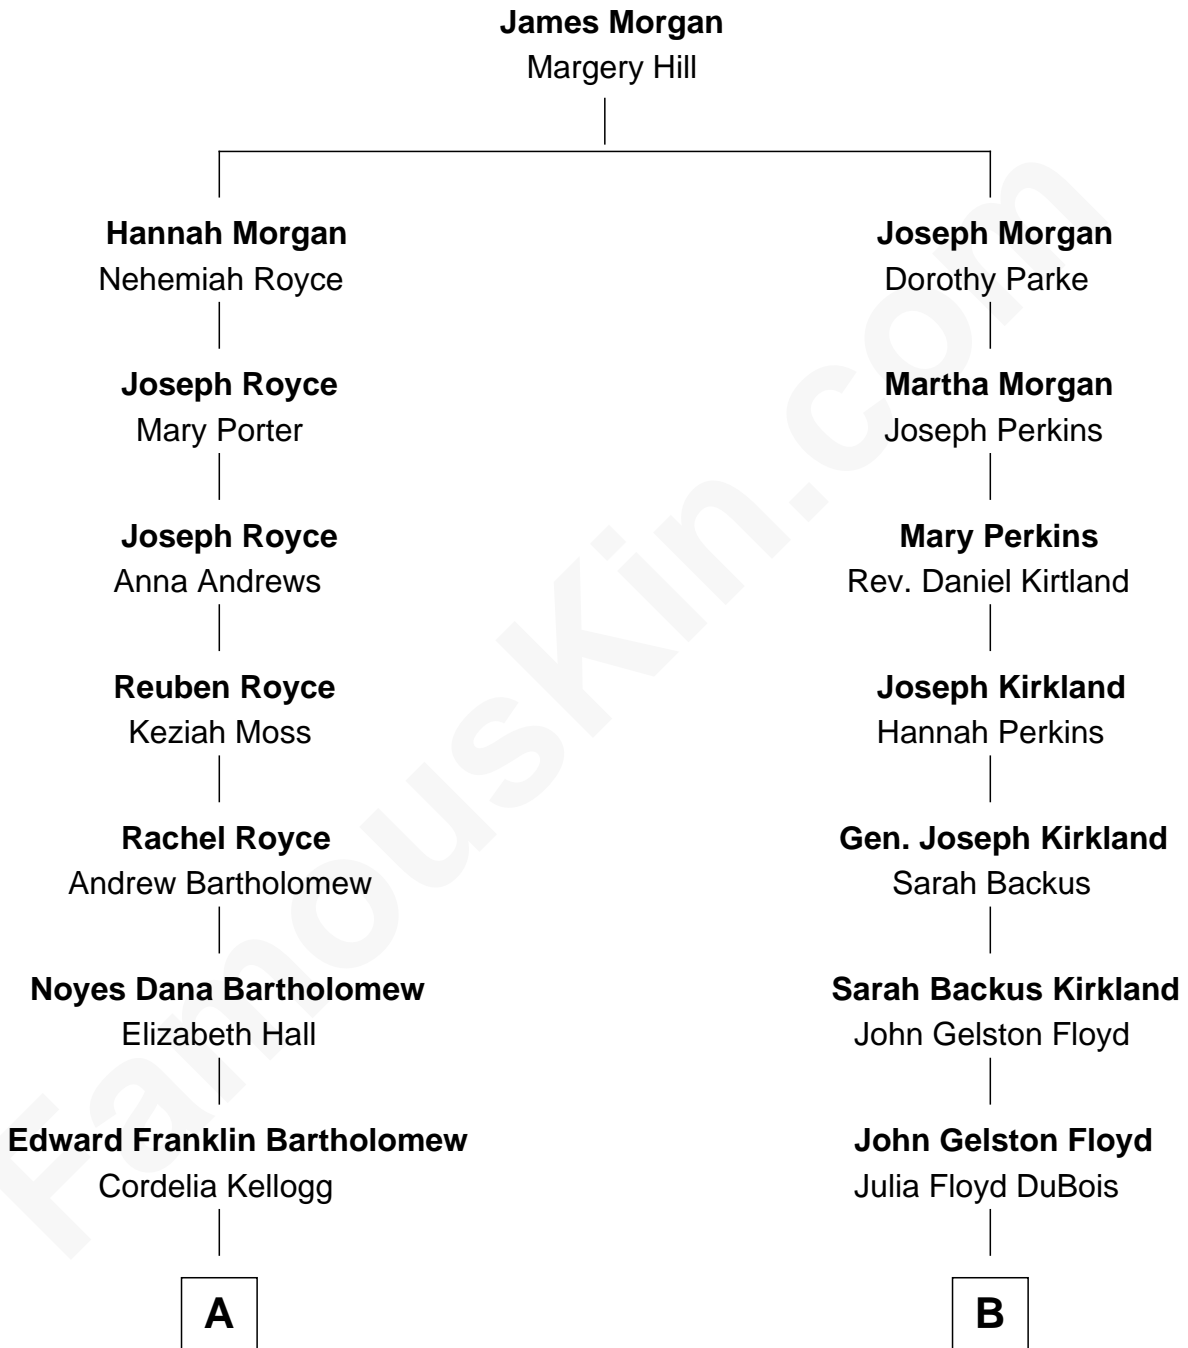 James Morgan
Margery Hill
Hannah Morgan
Nehemiah Royce
Joseph Royce
Mary Porter
Joseph Royce
Anna Andrews
Reuben Royce
Keziah Moss
Rachel Royce
Andrew Bartholomew
Noyes Dana Bartholomew
Elizabeth Hall
Edward Franklin Bartholomew
Cordelia Kellogg
A
Joseph Morgan
Dorothy Parke
Martha Morgan
Joseph Perkins
Mary Perkins
Rev. Daniel Kirtland
Joseph Kirkland
Hannah Perkins
Gen. Joseph Kirkland
Sarah Backus
Sarah Backus Kirkland
John Gelston Floyd
John Gelston Floyd
Julia Floyd DuBois
B
FamousKin.com